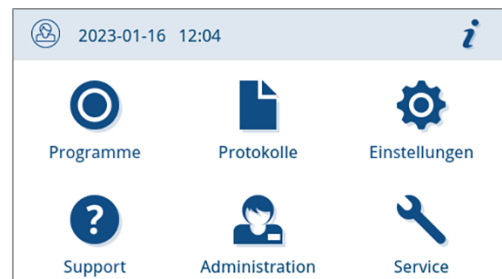 2023-01-16 12:04 i
Programme Protokolle Einstellungen
?
Support Administration Service